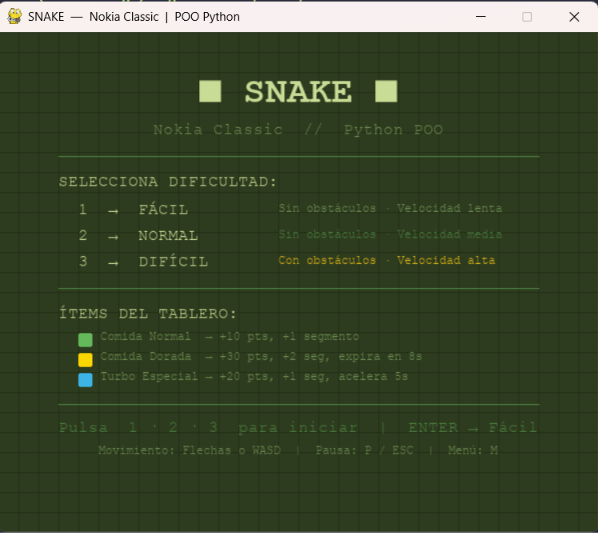 SNAKE — Nokia Classic | POO Python
■ SNAKE ■
Nokia Classic // Python POO
SELECCIONA DIFICULTAD:
1 → FÁCIL Sin obstáculos · Velocidad lenta
2 → NORMAL Sin obstáculos · Velocidad media
3 → DIFÍCIL Con obstáculos · Velocidad alta
ÍTEMS DEL TABLERO:
Comida Normal → +10 pts, +1 segmento
Comida Dorada → +30 pts, +2 seg, expira en 8s
Turbo Especial → +20 pts, +1 seg, acelera 5s
Pulsa 1 · 2 · 3 para iniciar | ENTER → Fácil
Movimiento: Flechas o WASD | Pausa: P / ESC | Menú: M